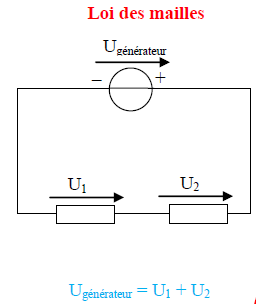 Loi des mailles
Ugénérateur
– +
U1 U2
Ugénérateur = U1 + U2